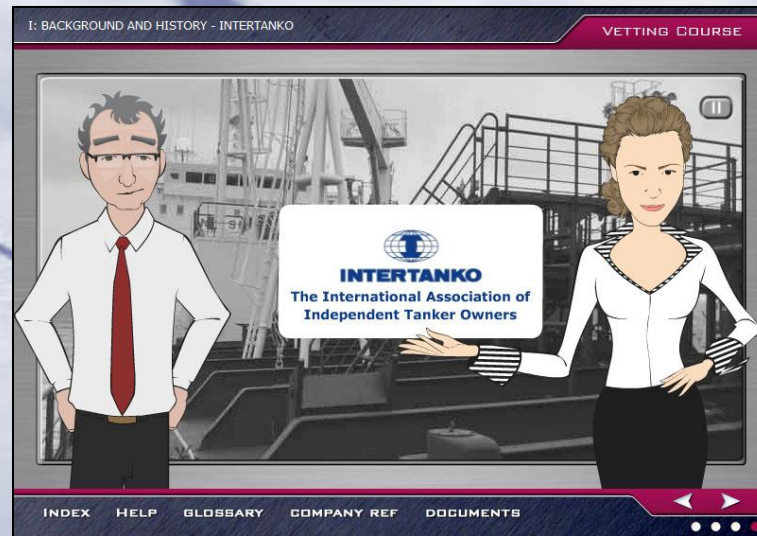 I: BACKGROUND AND HISTORY - INTERTANKO
VETTING COURSE
INTERTANKO
The International Association of
Independent Tanker Owners
INDEX HELP GLOSSARY COMPANY REF DOCUMENTS